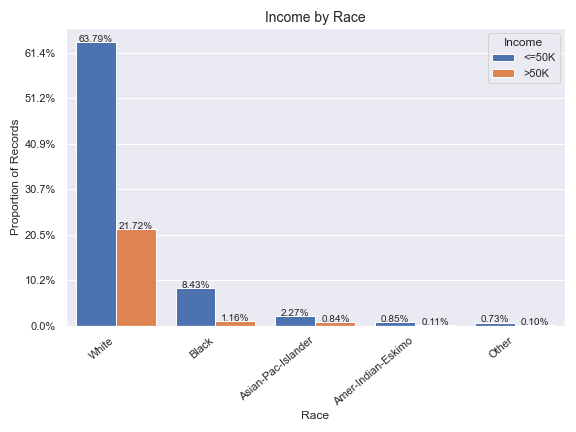 Income by Race
Income
<=50K
>50K
Proportion of Records
61.4%
51.2%
40.9%
30.7%
20.5%
10.2%
0.0%
63.79%
21.72%
8.43%
1.16%
2.27%
0.84%
0.85%
0.11%
0.73%
0.10%
White
Black
Asian-Pac-Islander
Amer-Indian-Eskimo
Other
Race